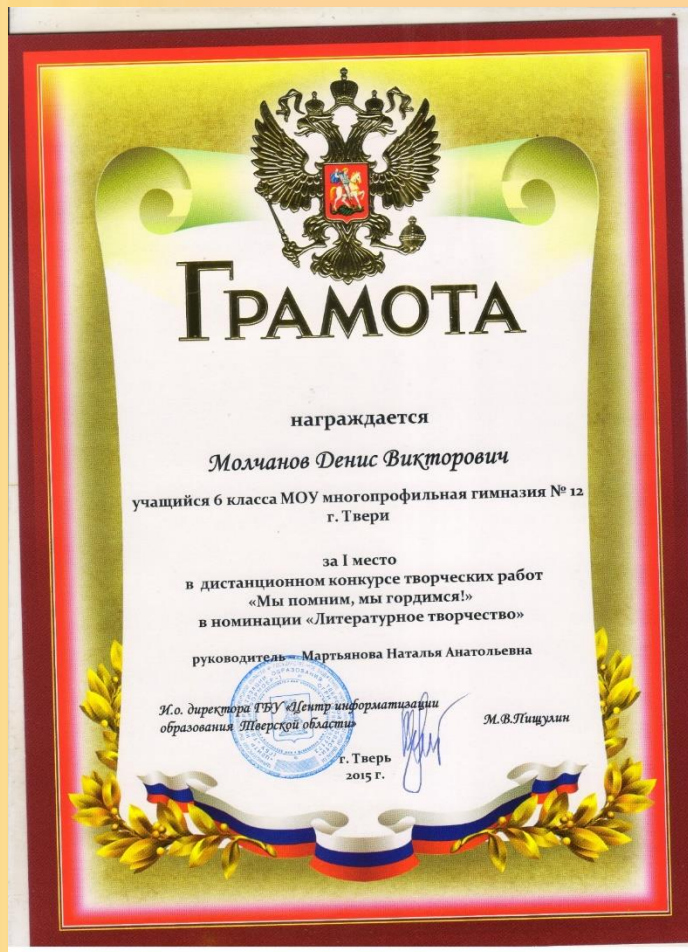 ГРАМОТА
награждается
Молчанов Денис Викторович
учащийся 6 класса МОУ многопрофильная гимназия № 12
г. Твери
за I место
в дистанционном конкурсе творческих работ
«Мы помним, мы гордимся!»
в номинации «Литературное творчество»
руководитель – Мартьянова Наталья Анатольевна
И.о. директора ГБУ «Центр информатизации
образования Тверской области»
М.В.Пищулин
г. Тверь
2015 г.